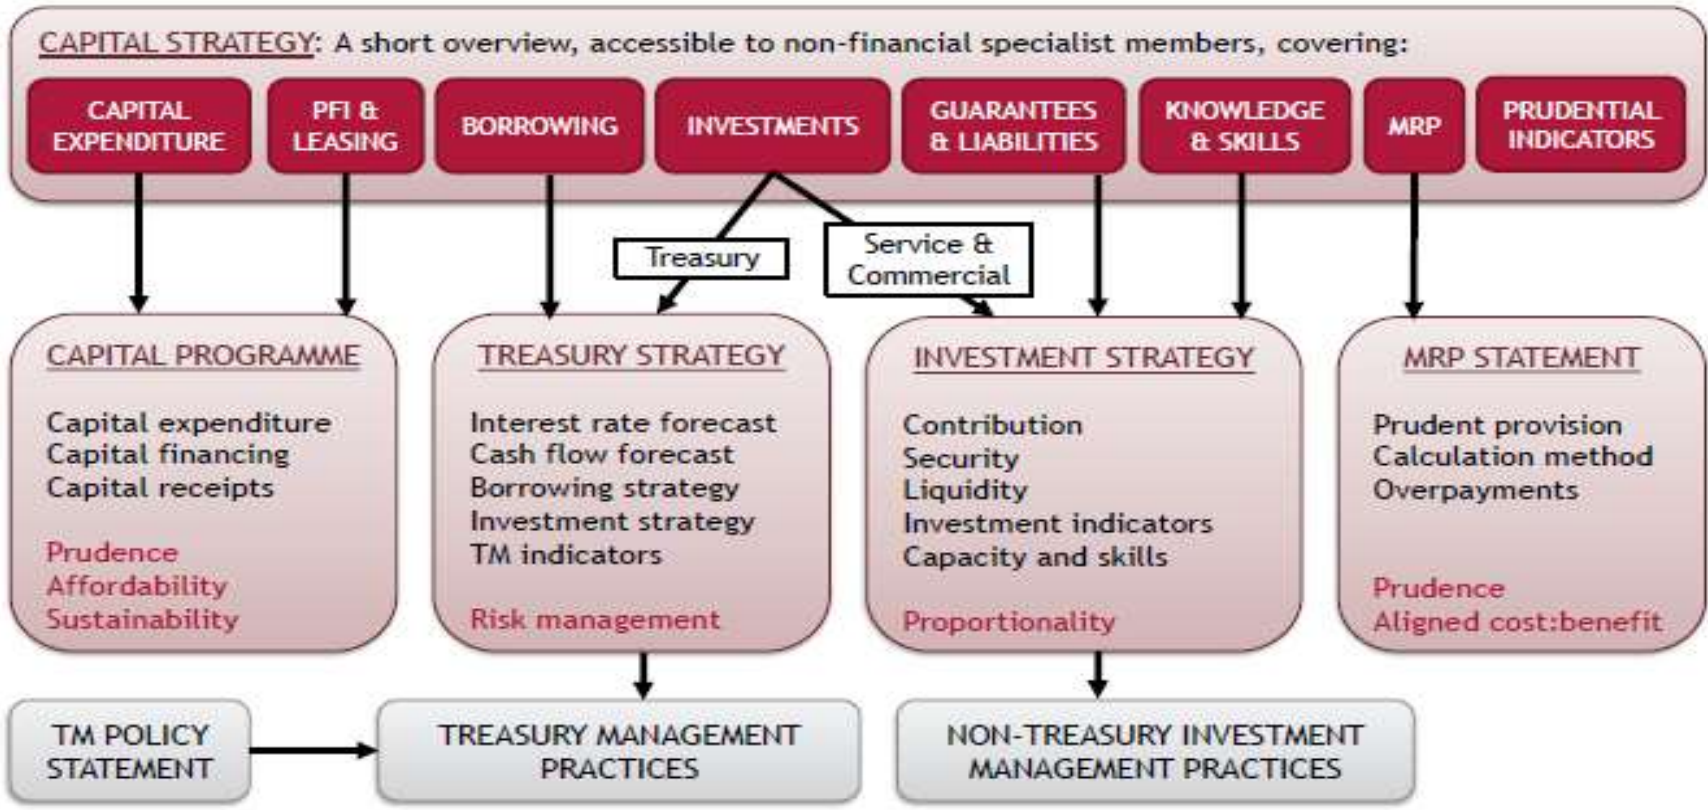 CAPITAL STRATEGY: A short overview, accessible to non-financial specialist members, covering:
CAPITAL
EXPENDITURE
PFI &
LEASING
BORROWING
INVESTMENTS
GUARANTEES
& LIABILITIES
KNOWLEDGE
& SKILLS
MRP
PRUDENTIAL
INDICATORS
Treasury
Service &
Commercial
CAPITAL PROGRAMME
Capital expenditure
Capital financing
Capital receipts
Prudence
Affordability
Sustainability
TREASURY STRATEGY
Interest rate forecast
Cash flow forecast
Borrowing strategy
Investment strategy
TM indicators
Risk management
INVESTMENT STRATEGY
Contribution
Security
Liquidity
Investment indicators
Capacity and skills
Proportionality
MRP STATEMENT
Prudent provision
Calculation method
Overpayments
Prudence
Aligned cost:benefit
TM POLICY
STATEMENT
TREASURY MANAGEMENT
PRACTICES
NON-TREASURY INVESTMENT
MANAGEMENT PRACTICES